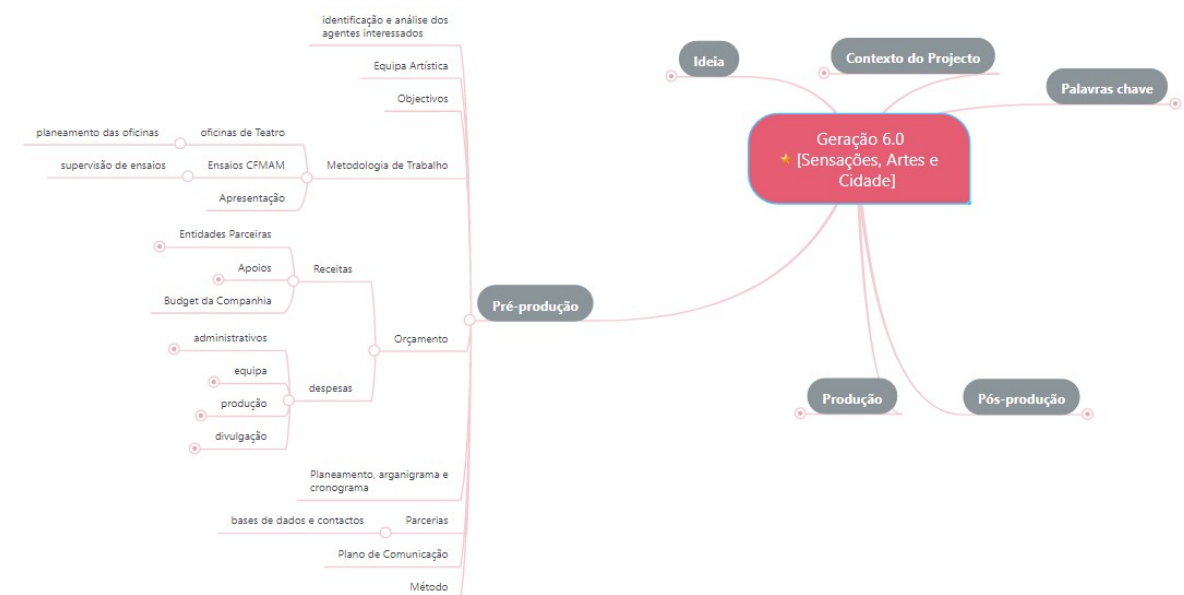 identificação e análise dos
agentes interessados
Equipa Artística
Objectivos
planeamento das oficinas
oficinas de Teatro
supervisão de ensaios
Ensaios CFMAM
Apresentação
Metodologia de Trabalho
Entidades Parceiras
Apoios
Budget da Companhia
Receitas
administrativos
equipa
produção
divulgação
despesas
Orçamento
Planeamento, arganigrama e
cronograma
bases de dados e contactos
Parcerias
Plano de Comunicação
Método
Pré-produção
Ideia
Contexto do Projecto
Palavras chave
Geração 6.0
[Sensações, Artes e
Cidade]
Produção
Pós-produção